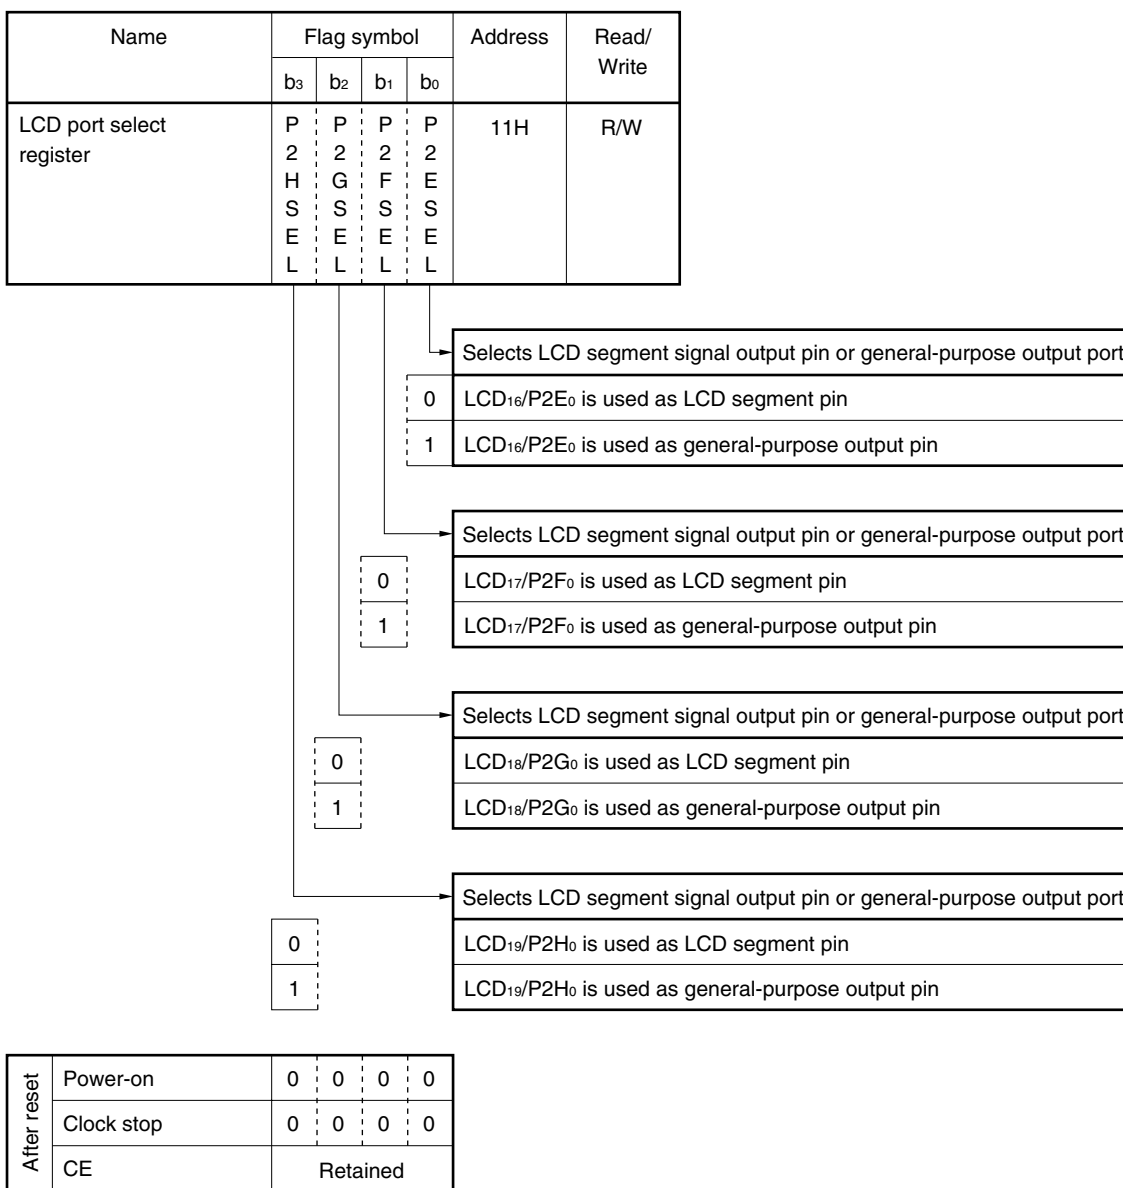 Name Flag symbol Address Read/
Write
b3 b2 b1 b0
LCD port select
register
P2HSEL P2GSEL P2FSEL P2ESEL 11H R/W
Selects LCD segment signal output pin or general-purpose output port
0 LCD16/P2E0 is used as LCD segment pin
1 LCD16/P2E0 is used as general-purpose output pin
Selects LCD segment signal output pin or general-purpose output port
0 LCD17/P2F0 is used as LCD segment pin
1 LCD17/P2F0 is used as general-purpose output pin
Selects LCD segment signal output pin or general-purpose output port
0 LCD18/P2G0 is used as LCD segment pin
1 LCD18/P2G0 is used as general-purpose output pin
Selects LCD segment signal output pin or general-purpose output port
0 LCD19/P2H0 is used as LCD segment pin
1 LCD19/P2H0 is used as general-purpose output pin
After reset
Power-on 0 0 0 0
Clock stop 0 0 0 0
CE Retained